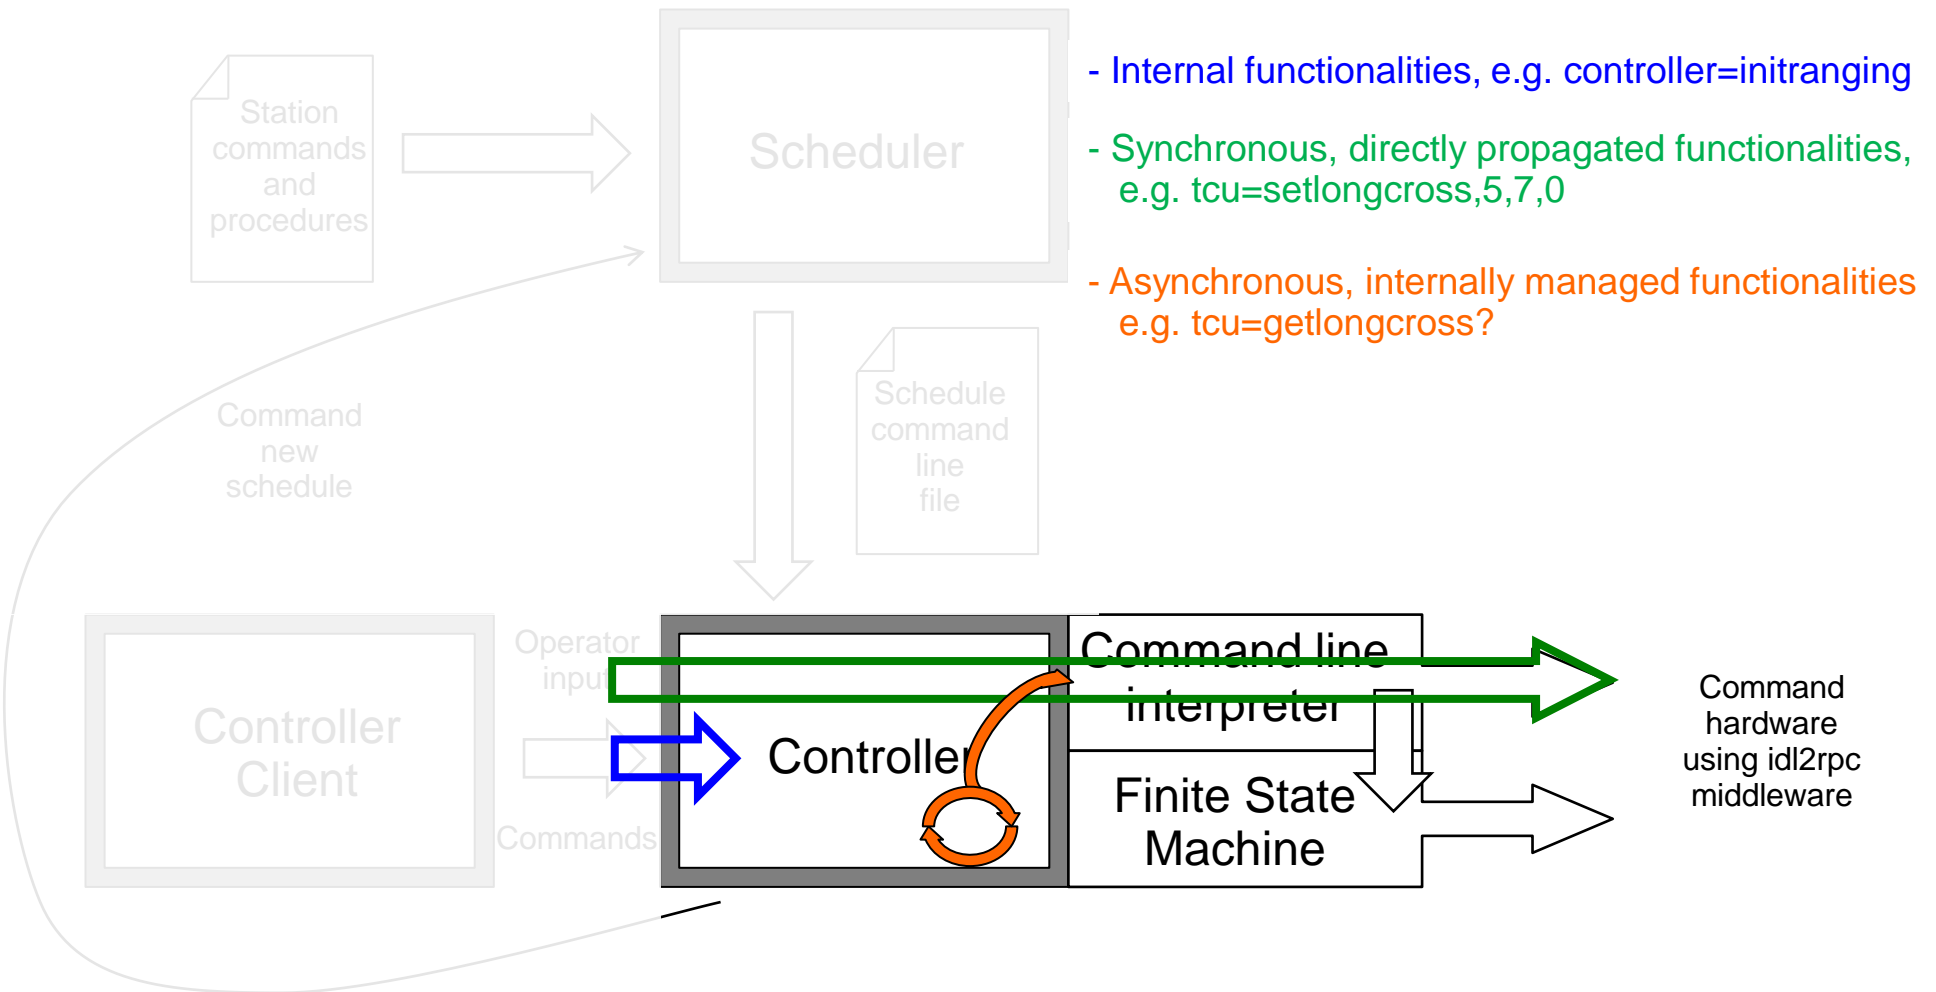 - Internal functionalities, e.g. controller=initranging
- Synchronous, directly propagated functionalities,
e.g. tcu=setlongcross,5,7,0
- Asynchronous, internally managed functionalities
e.g. tcu=getlongcross?
Station
commands
and
procedures
Scheduler
Command
new
schedule
Schedule
command
line
file
Controller
Client
Operator
input
Commands
Controller
Command line
interpreter
Finite State
Machine
Command
hardware
using idl2rpc
middleware